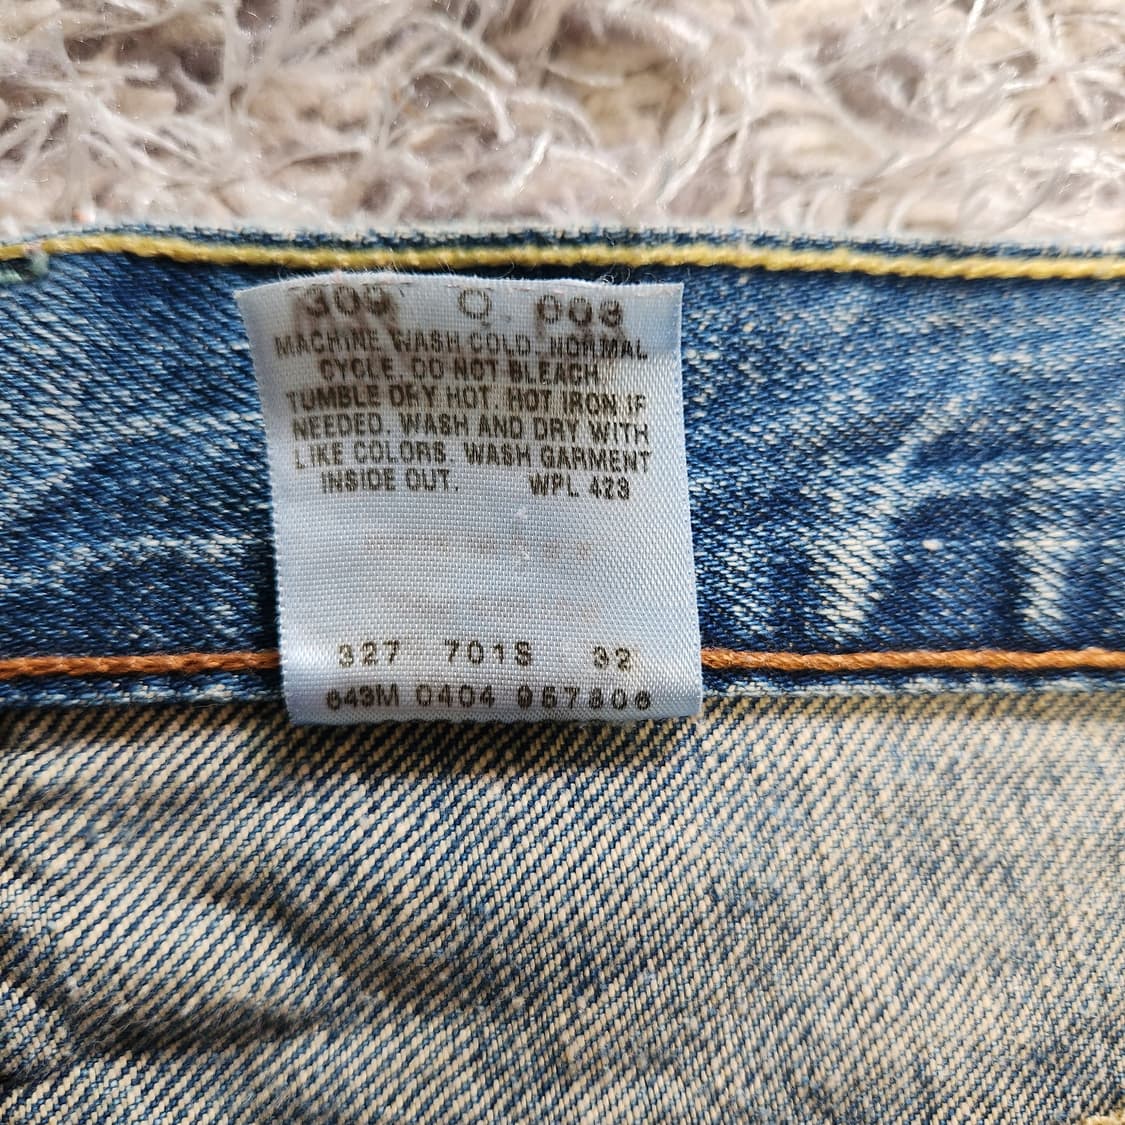 MACHINE WASH COLD. NORMAL
CYCLE. DO NOT BLEACH.
TUMBLE DRY HOT. HOT IRON IF
NEEDED. WASH AND DRY WITH
LIKE COLORS. WASH GARMENT
INSIDE OUT. WPL 423
327 701S 32
643M 0404